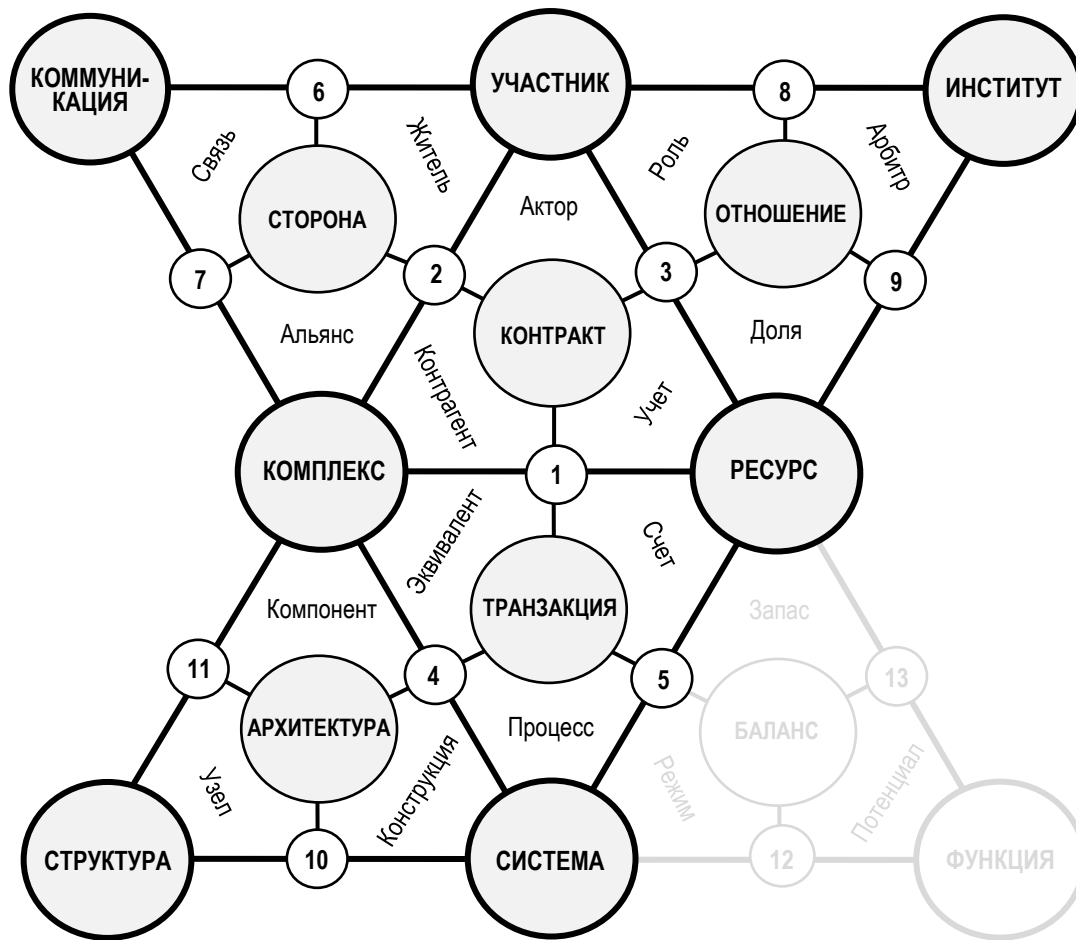 КОММУНИ-
КАЦИЯ
6
УЧАСТНИК
8
ИНСТИТУТ
Связь
Житель
Роль
Арбитр
СТОРОНА
Актор
ОТНОШЕНИЕ
7
2
3
9
Альянс
КОНТРАКТ
Доля
Контрагент
Учет
КОМПЛЕКС
1
РЕСУРС
Эквивалент
Счет
Компонент
ТРАНЗАКЦИЯ
Запас
11
4
5
13
АРХИТЕКТУРА
Процесс
БАЛАНС
Узел
Конструкция
Режим
Потенциал
СТРУКТУРА
10
СИСТЕМА
12
ФУНКЦИЯ